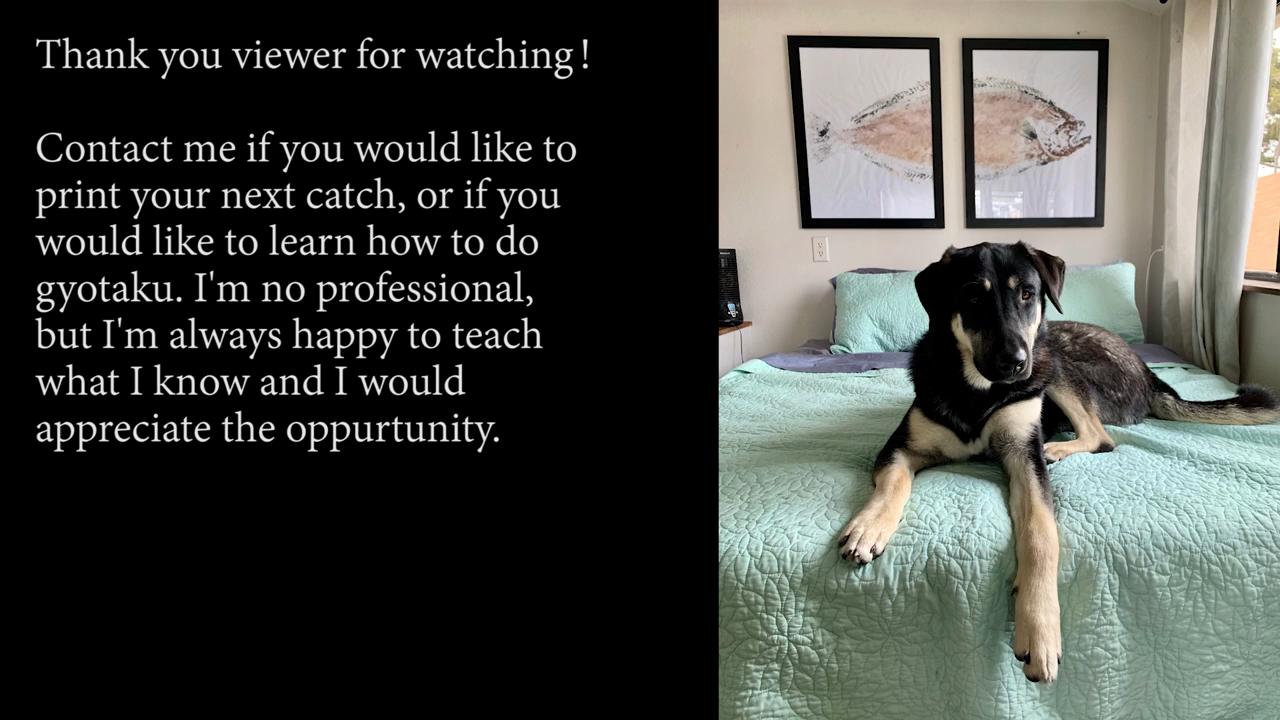 Thank you viewer for watching!
Contact me if you would like to
print your next catch, or if you
would like to learn how to do
gyotaku. I'm no professional,
but I'm always happy to teach
what I know and I would
appreciate the oppurtunity.